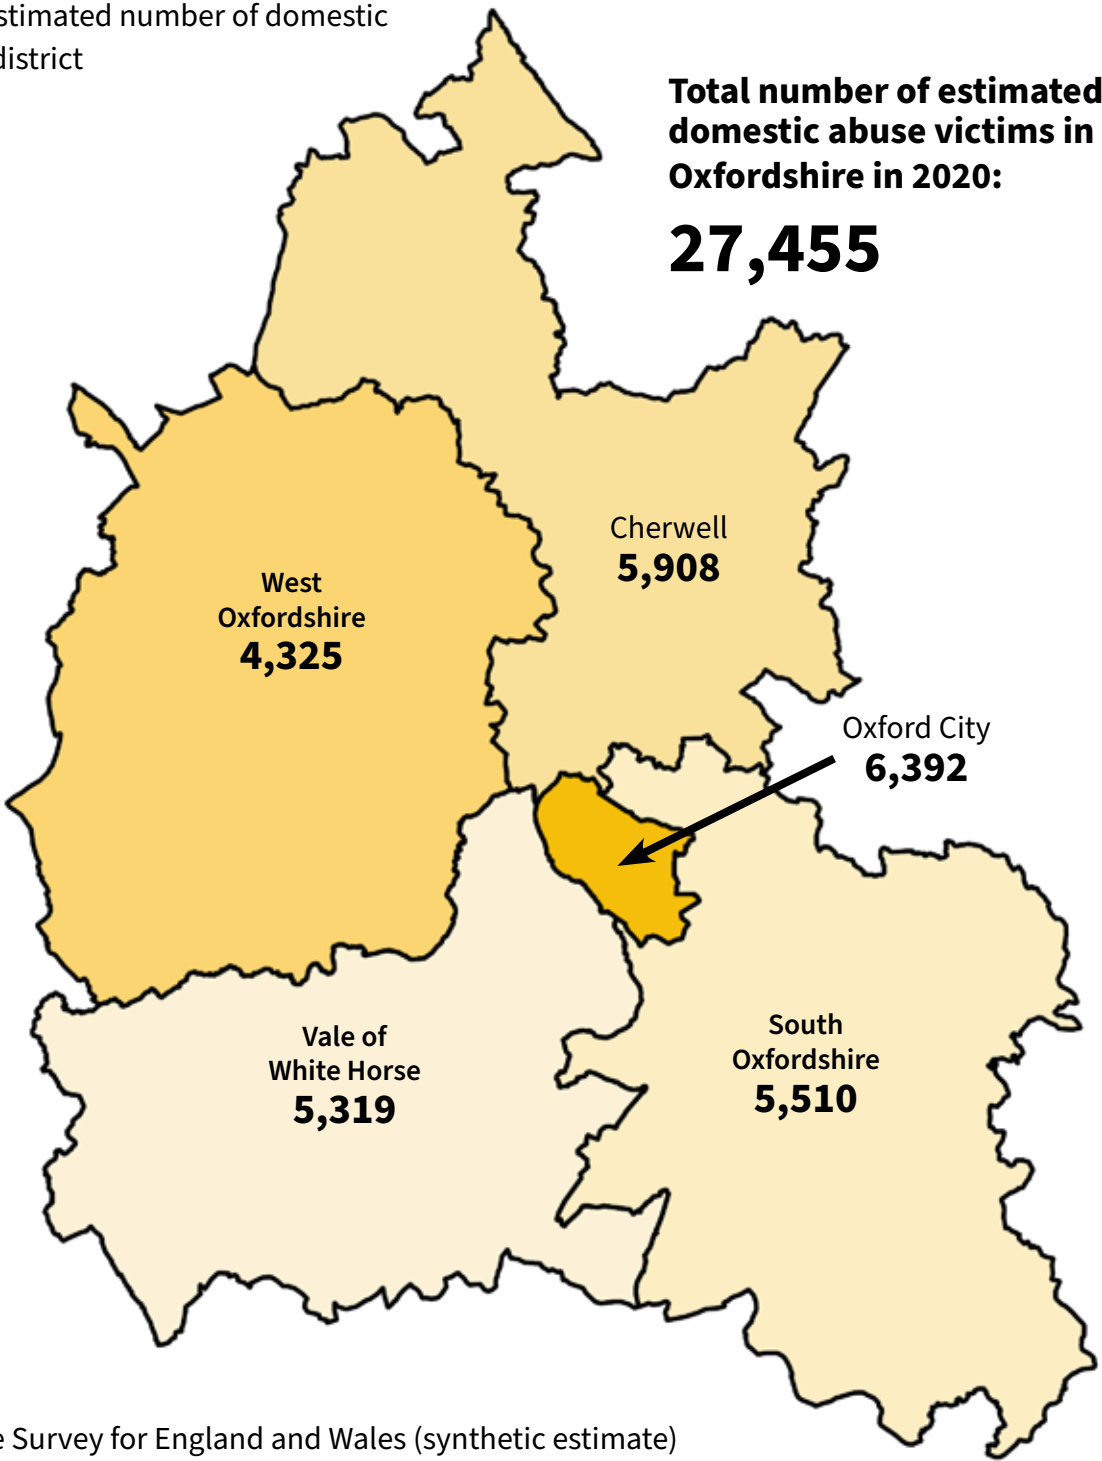 stimated number of domestic
district
Total number of estimated
domestic abuse victims in
Oxfordshire in 2020:
27,455
Cherwell
5,908
West
Oxfordshire
4,325
Oxford City
6,392
Vale of
White Horse
5,319
South
Oxfordshire
5,510
e Survey for England and Wales (synthetic estimate)